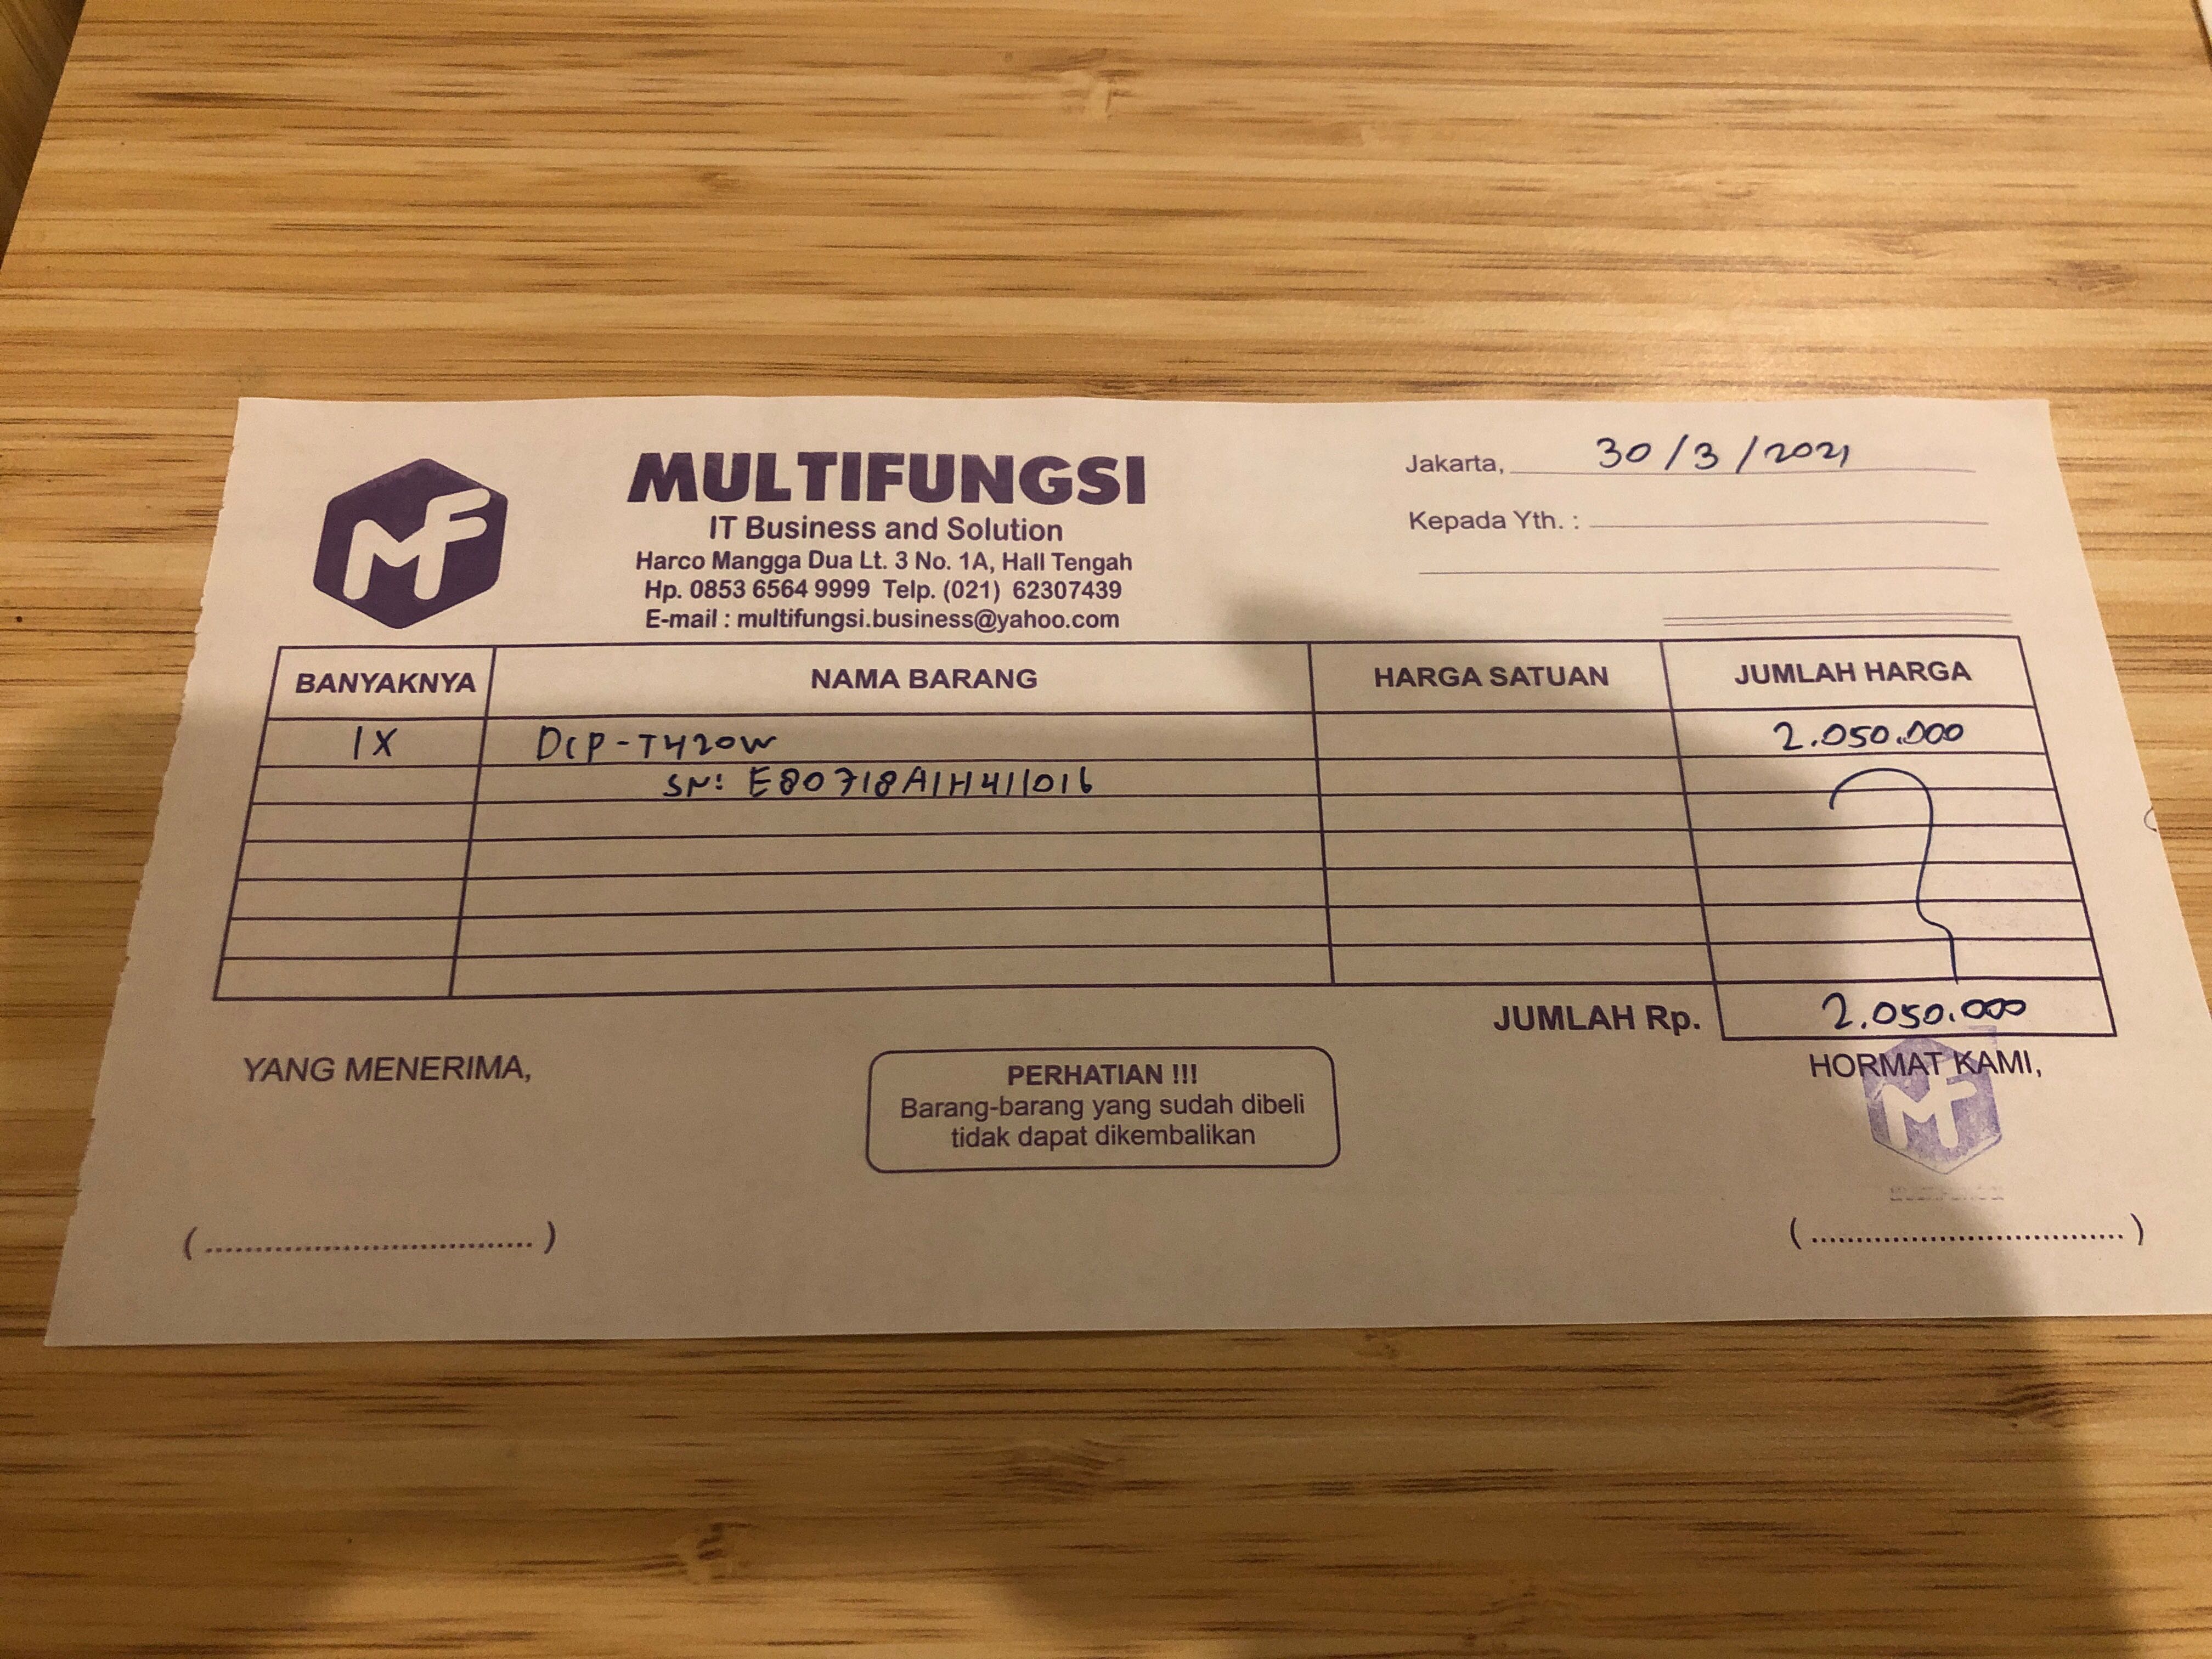 MF
MULTIFUNGSI
IT Business and Solution
Harco Mangga Dua Lt. 3 No. 1A, Hall Tengah
Hp. 0853 6564 9999 Telp. (021) 62307439
E-mail : multifungsi.business@yahoo.com
Jakarta, 30/3/2021
Kepada Yth. :
BANYAKNYA NAMA BARANG HARGA SATUAN JUMLAH HARGA
1X DCP-T420W 2.050.000
SN: E80718A1H411016
JUMLAH Rp. 2.050.000
YANG MENERIMA,
PERHATIAN !!!
Barang-barang yang sudah dibeli
tidak dapat dikembalikan
HORMAT KAMI,
MF
(..................................) (..................................)